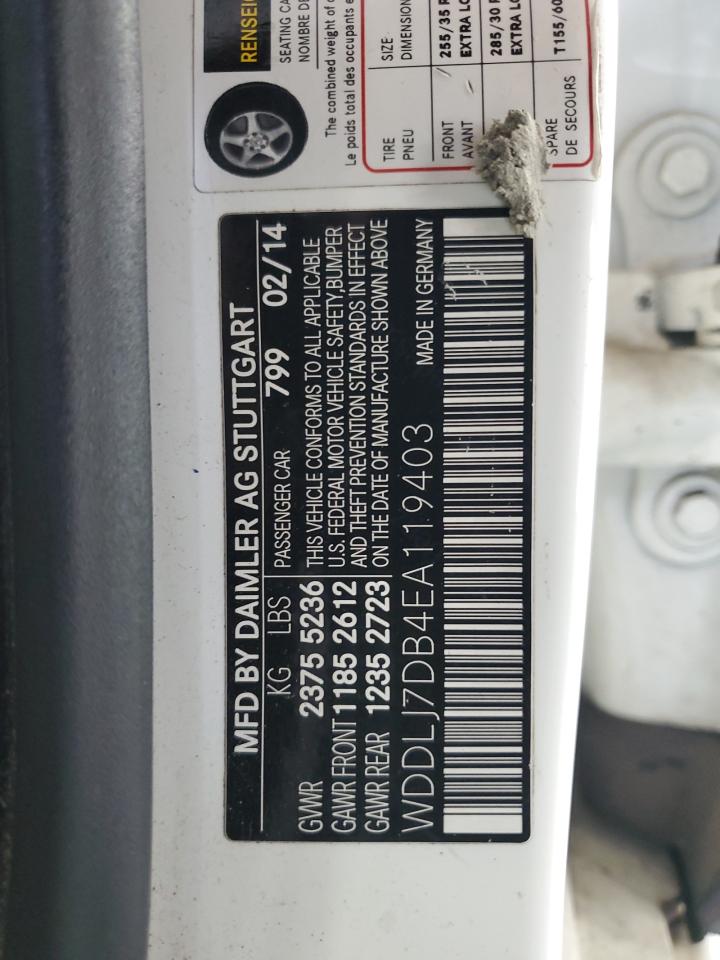 RENSEIG
SEATING CA
NOMBRE DE
The combined weight of
Le poids total des occupants e
TIRE SIZE
PNEU DIMENSION
FRONT 255/35 R
AVANT EXTRA LO
285/30 R
EXTRA LO
SPARE T155/60
DE SECOURS
MFD BY DAIMLER AG STUTTGART
KG LBS PASSENGER CAR 799 02/14
GVWR 2375 5236
GAWR FRONT 1185 2612
GAWR REAR 1235 2723
THIS VEHICLE CONFORMS TO ALL APPLICABLE
U.S. FEDERAL MOTOR VEHICLE SAFETY,BUMPER
AND THEFT PREVENTION STANDARDS IN EFFECT
ON THE DATE OF MANUFACTURE SHOWN ABOVE
WDDLJ7DB4EA119403 MADE IN GERMANY